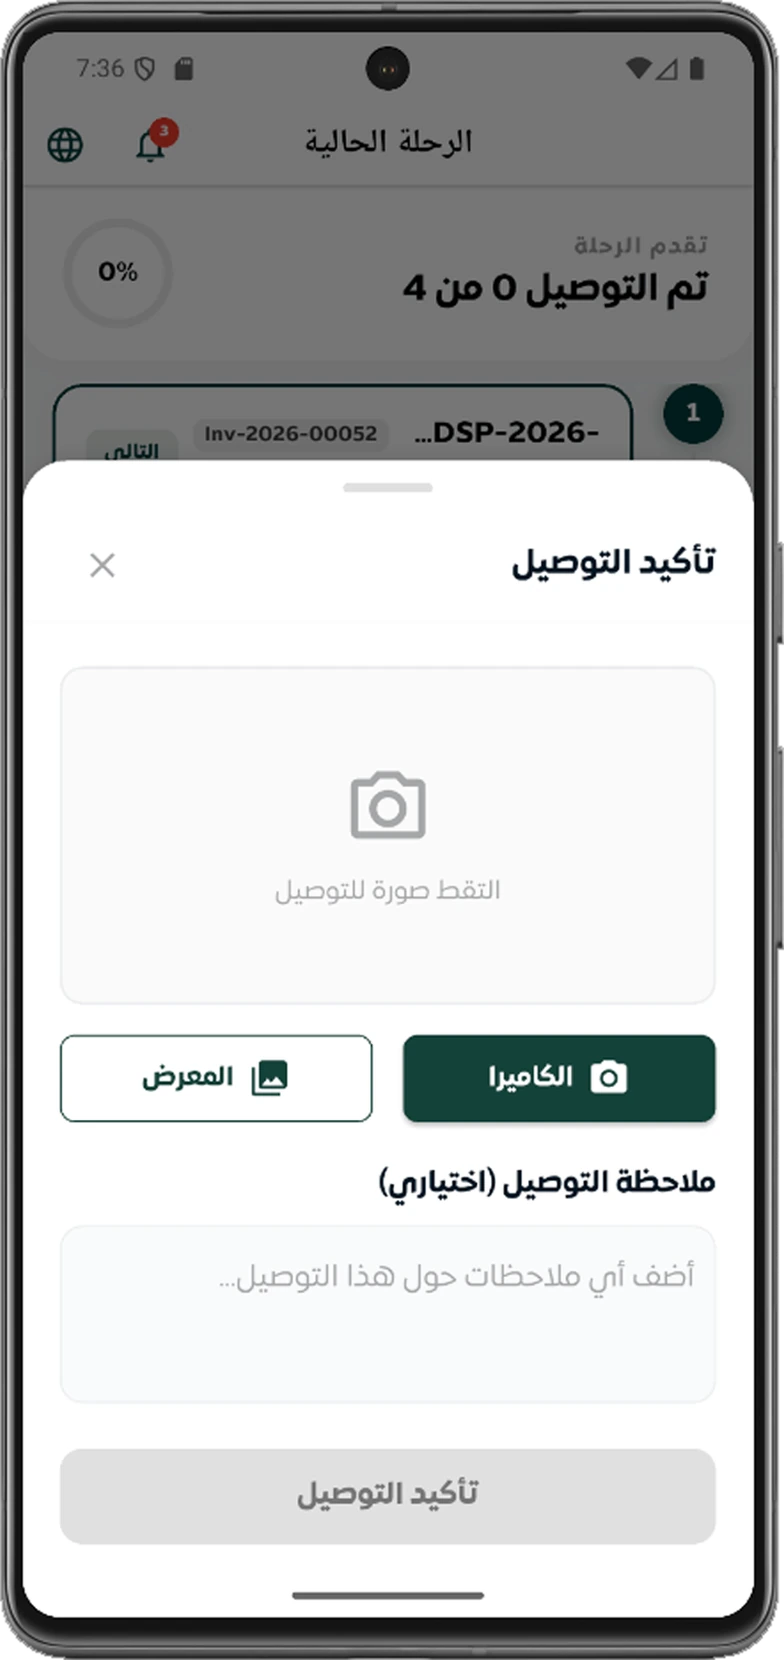 7:36
الرحلة الحالية
3
تقدم الرحلة
تم التوصيل 0 من 4
0%
1
DSP-2026-...
Inv-2026-00052
التالي
تأكيد التوصيل
التقط صورة للتوصيل
الكاميرا
المعرض
ملاحظة التوصيل (اختياري)
أضف أي ملاحظات حول هذا التوصيل...
تأكيد التوصيل